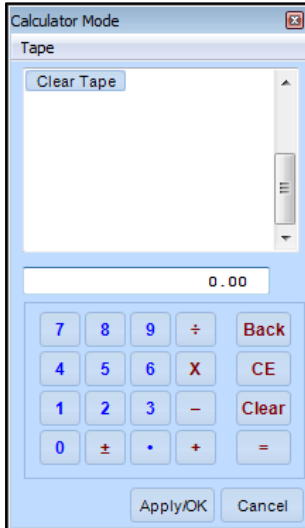 Calculator Mode
Tape
Clear Tape
0.00
7 8 9 ÷ Back
4 5 6 X CE
1 2 3 – Clear
0 ± • + =
Apply/OK Cancel